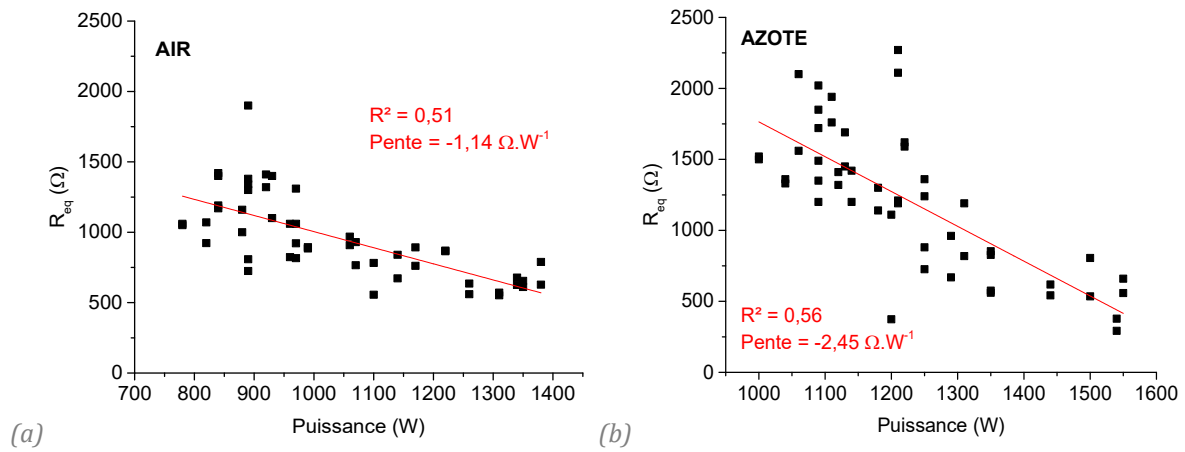 2500
2000
1500
1000
500
0
R_eq (Ω)
AIR
R² = 0,51
Pente = -1,14 Ω.W⁻¹
700 800 900 1000 1100 1200 1300 1400
Puissance (W)
(a)
2500
2000
1500
1000
500
0
R_eq (Ω)
AZOTE
R² = 0,56
Pente = -2,45 Ω.W⁻¹
1000 1100 1200 1300 1400 1500 1600
Puissance (W)
(b)